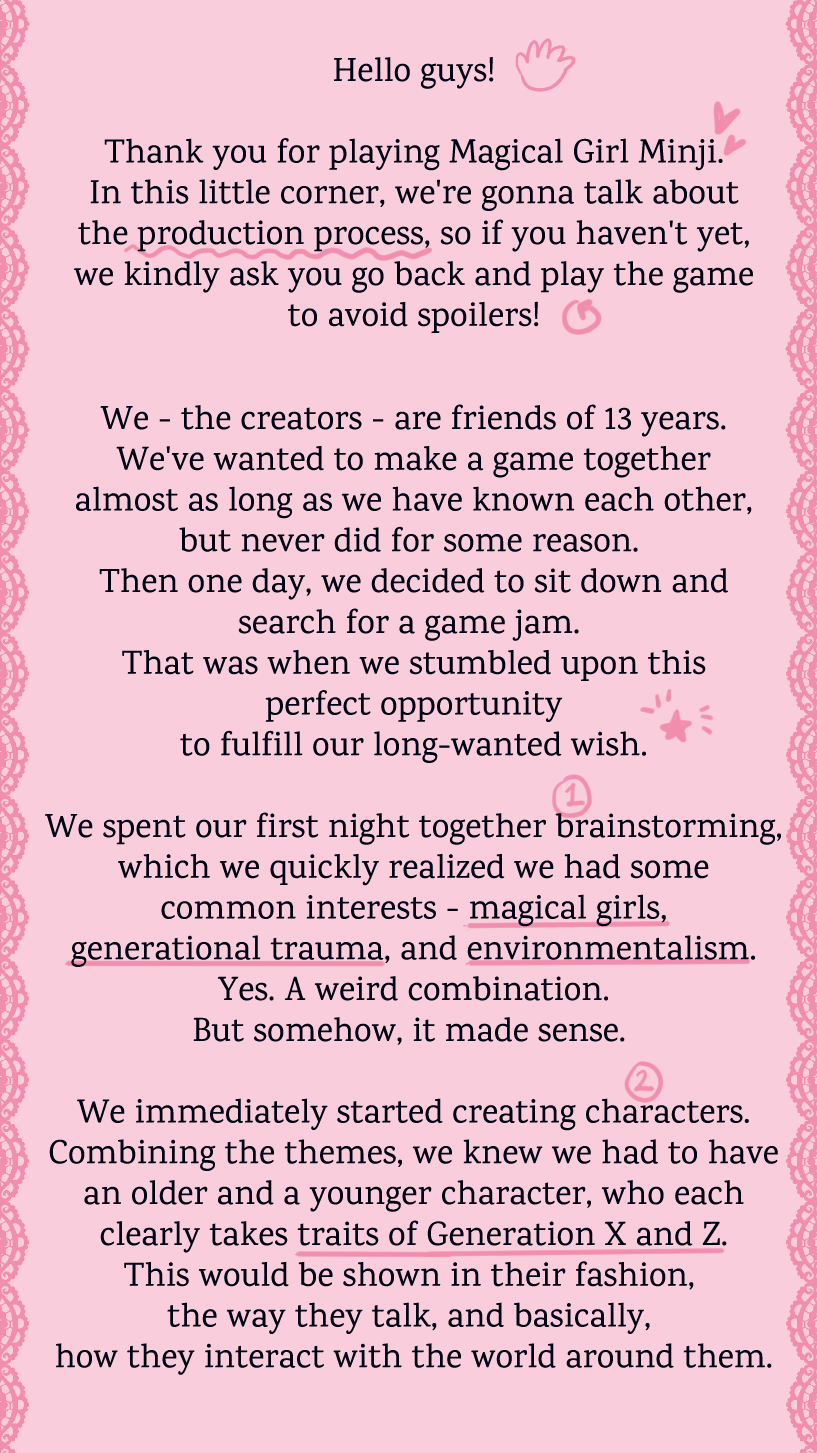 Hello guys!
Thank you for playing Magical Girl Minji.
In this little corner, we're gonna talk about
the production process, so if you haven't yet,
we kindly ask you go back and play the game
to avoid spoilers!
We - the creators - are friends of 13 years.
We've wanted to make a game together
almost as long as we have known each other,
but never did for some reason.
Then one day, we decided to sit down and
search for a game jam.
That was when we stumbled upon this
perfect opportunity
to fulfill our long-wanted wish.
1
We spent our first night together brainstorming,
which we quickly realized we had some
common interests - magical girls,
generational trauma, and environmentalism.
Yes. A weird combination.
But somehow, it made sense.
2
We immediately started creating characters.
Combining the themes, we knew we had to have
an older and a younger character, who each
clearly takes traits of Generation X and Z.
This would be shown in their fashion,
the way they talk, and basically,
how they interact with the world around them.